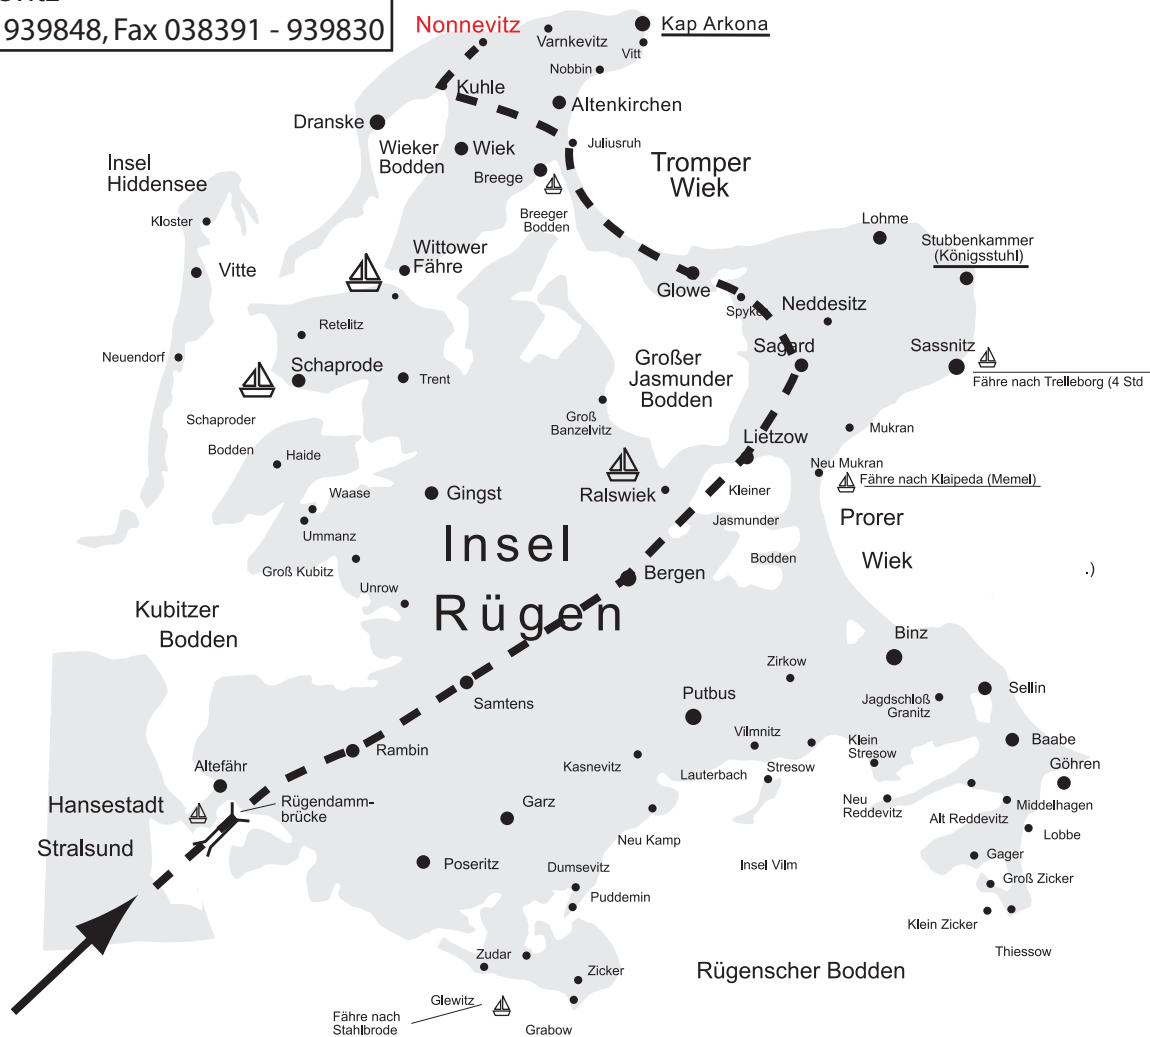 939848, Fax 038391 - 939830
Nonnevitz
Varnkevitz
Kap Arkona
Vitt
Nobbin
Kuhle
Altenkirchen
Dranske
Wieker
Bodden
Wiek
Juliusruh
Breege
Tromper
Wiek
Insel
Hiddensee
Kloster
Breeger
Bodden
Lohme
Stubbenkammer
(Königsstuhl)
Vitte
Wittower
Fähre
Glowe
Spyker
Neddesitz
Retelitz
Neuendorf
Schaprode
Trent
Großer
Jasmunder
Bodden
Sagard
Sassnitz
Fähre nach Trelleborg (4 Std
Schaproder
Bodden
Haide
Groß
Banzelvitz
Lietzow
Mukran
Neu Mukran
Fähre nach Klaipeda (Memel)
Waase
Ummanz
Gingst
Ralswiek
Kleiner
Jasmunder
Bodden
Prorer
Wiek
Groß Kubitz
Unrow
Insel
Rügen
Bergen
.)
Kubitzer
Bodden
Binz
Zirkow
Samtens
Putbus
Jagdschloß
Granitz
Sellin
Rambin
Vilmnitz
Klein
Stresow
Baabe
Altefähr
Kasnevitz
Lauterbach
Stresow
Göhren
Hansestadt
Stralsund
Rügendamm-
brücke
Garz
Neu Kamp
Neu
Reddevitz
Alt Reddevitz
Middelhagen
Lobbe
Poseritz
Dumsevitz
Puddemin
Insel Vilm
Gager
Groß Zicker
Klein Zicker
Thiessow
Zudar
Zicker
Rügenscher Bodden
Glewitz
Grabow
Fähre nach
Stahlbrode